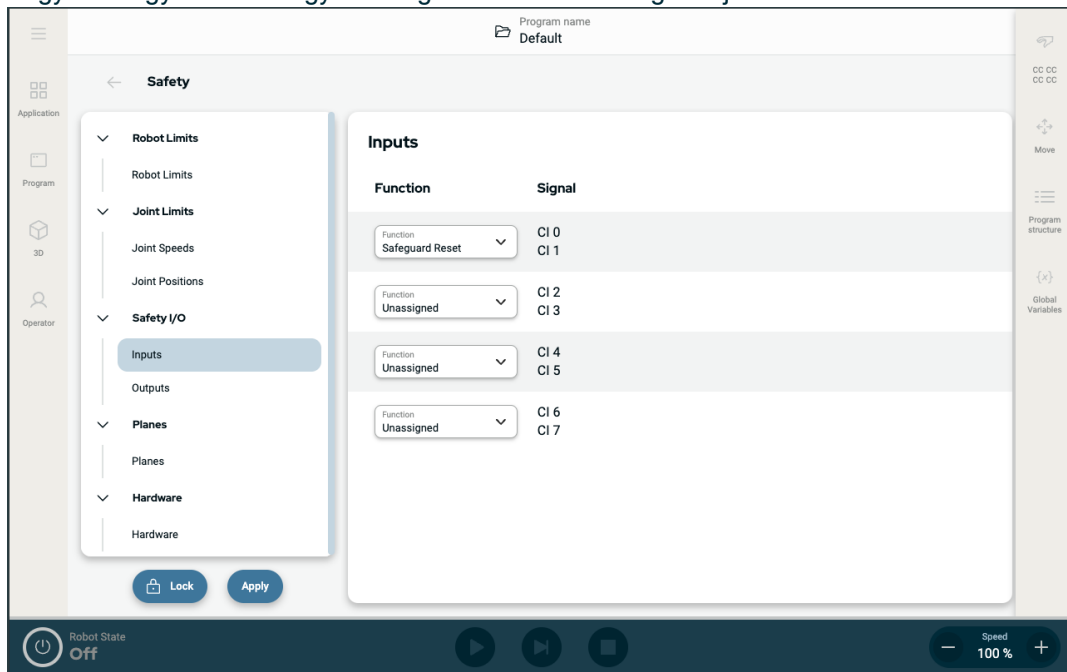 Program name
Default
Safety
CC CC
CC CC
Application
Robot Limits
Inputs
Move
Robot Limits
Program
Function
Signal
Joint Limits
Program
structure
Function
Safeguard Reset
CI 0
CI 1
Joint Speeds
3D
Joint Positions
Function
Unassigned
CI 2
CI 3
{x}
Global
Variables
Operator
Safety I/O
Inputs
Function
Unassigned
CI 4
CI 5
Outputs
Planes
Function
Unassigned
CI 6
CI 7
Planes
Hardware
Hardware
Lock
Apply
Robot State
Off
Speed
100 %